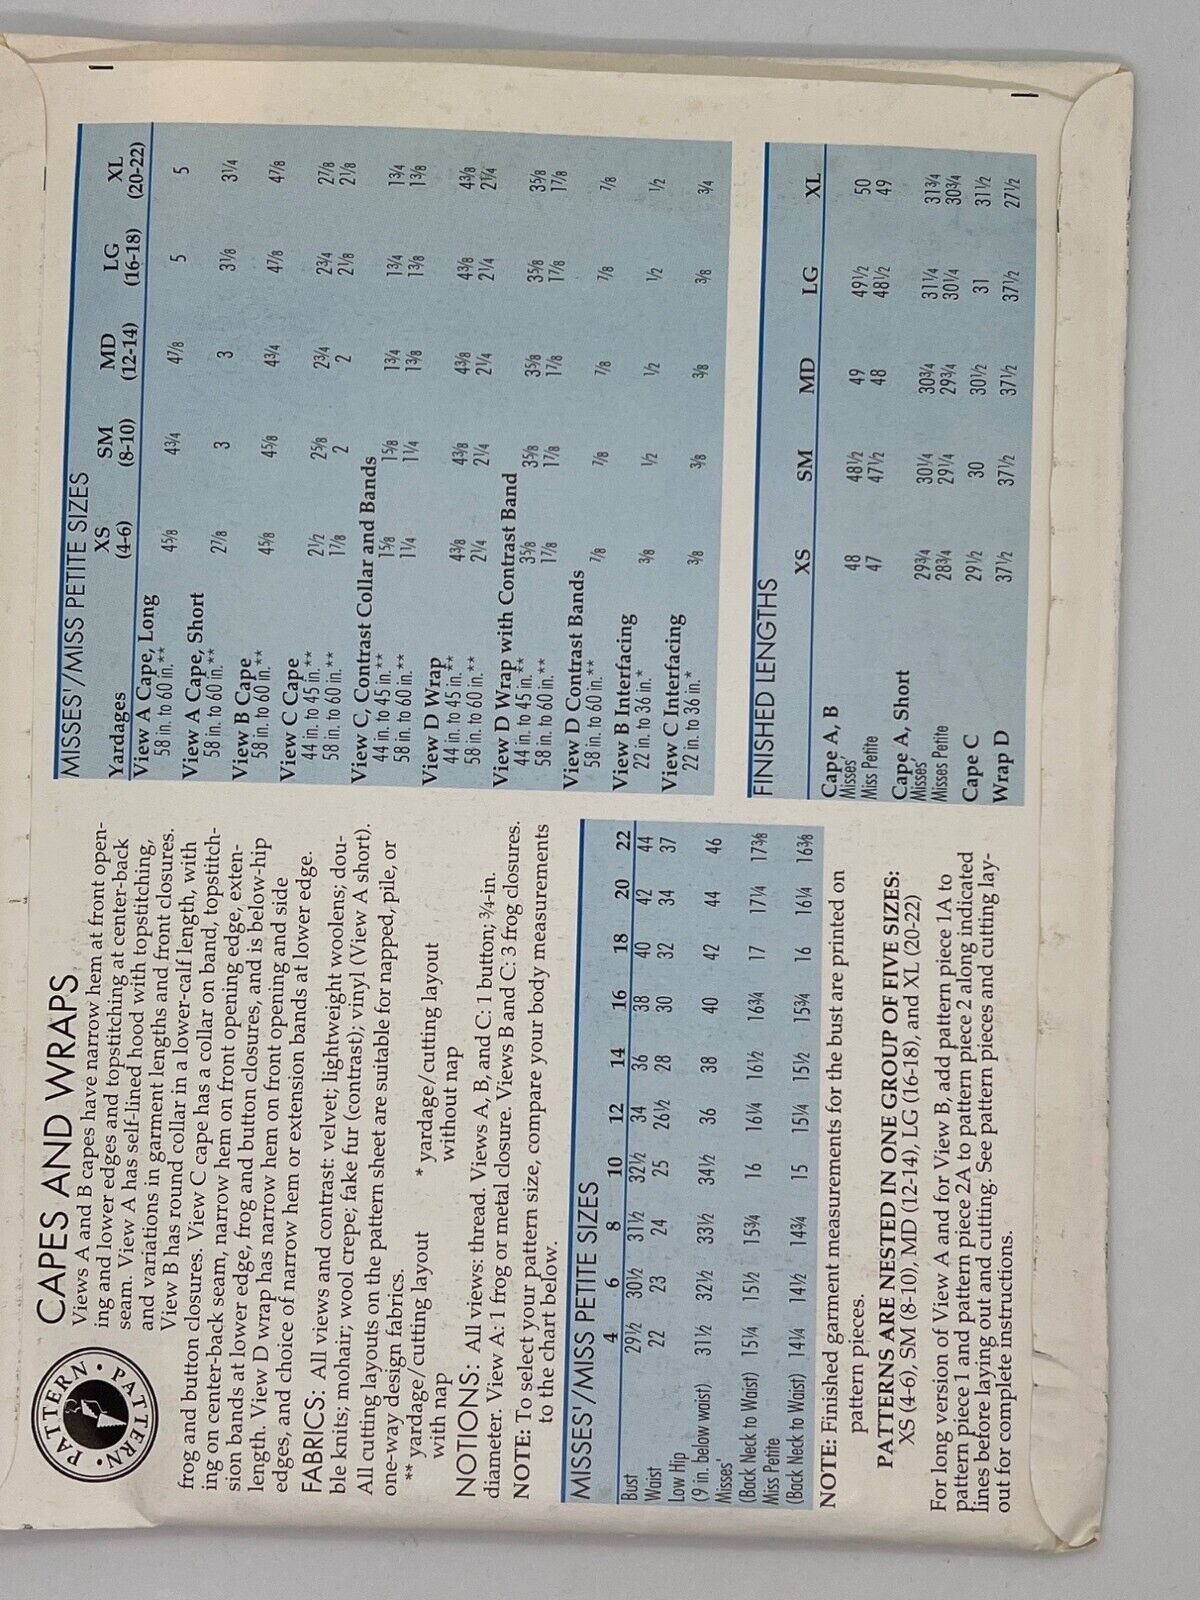 PATTERN • PATTERN •
CAPES AND WRAPS
Views A and B capes have narrow hem at front open-
ing and lower edges and topstitching at center-back
seam. View A has self-lined hood with topstitching,
and variations in garment lengths and front closures.
View B has round collar in a lower-calf length, with
frog and button closures. View C cape has a collar on band, topstitch-
ing on center-back seam, narrow hem on front opening edge, exten-
sion bands at lower edge, frog and button closures, and is below-hip
length. View D wrap has narrow hem on front opening and side
edges, and choice of narrow hem or extension bands at lower edge.
FABRICS: All views and contrast: velvet; lightweight woolens; dou-
ble knits; mohair; wool crepe; fake fur (contrast); vinyl (View A short).
All cutting layouts on the pattern sheet are suitable for napped, pile, or
one-way design fabrics.
** yardage/cutting layout * yardage/cutting layout
with nap without nap
NOTIONS: All views: thread. Views A, B, and C: 1 button; ¾-in.
diameter. View A: 1 frog or metal closure. Views B and C: 3 frog closures.
NOTE: To select your pattern size, compare your body measurements
to the chart below.
MISSES'/MISS PETITE SIZES
4 6 8 10 12 14 16 18 20 22
Bust 29½ 30½ 31½ 32½ 34 36 38 40 42 44
Waist 22 23 24 25 26½ 28 30 32 34 37
Low Hip
(9 in. below waist) 31½ 32½ 33½ 34½ 36 38 40 42 44 46
Misses'
(Back Neck to Waist) 15¼ 15½ 15¾ 16 16¼ 16½ 16¾ 17 17¼ 17⅜
Miss Petite
(Back Neck to Waist) 14¼ 14½ 14¾ 15 15¼ 15½ 15¾ 16 16¼ 16⅜
NOTE: Finished garment measurements for the bust are printed on
pattern pieces.
PATTERNS ARE NESTED IN ONE GROUP OF FIVE SIZES:
XS (4-6), SM (8-10), MD (12-14), LG (16-18), and XL (20-22)
For long version of View A and for View B, add pattern piece 1A to
pattern piece 1 and pattern piece 2A to pattern piece 2 along indicated
lines before laying out and cutting. See pattern pieces and cutting lay-
out for complete instructions.
MISSES'/MISS PETITE SIZES
XS SM MD LG XL
Yardages (4-6) (8-10) (12-14) (16-18) (20-22)
View A Cape, Long
58 in. to 60 in.** 4⅝ 4¾ 4⅞ 5 5
View A Cape, Short
58 in. to 60 in.** 2⅞ 3 3 3⅛ 3¼
View B Cape
58 in. to 60 in.** 4⅝ 4⅝ 4¾ 4⅞ 4⅞
View C Cape
44 in. to 45 in.** 2½ 2⅝ 2¾ 2¾ 2⅞
58 in. to 60 in.** 1⅞ 2 2 2⅛ 2⅛
View C, Contrast Collar and Bands
44 in. to 45 in.** 1⅝ 1⅝ 1¾ 1¾ 1¾
58 in. to 60 in.** 1¼ 1¼ 1⅜ 1⅜ 1⅜
View D Wrap
44 in. to 45 in.** 4⅜ 4⅜ 4⅜ 4⅜ 4⅜
58 in. to 60 in.** 2¼ 2¼ 2¼ 2¼ 2¼
View D Wrap with Contrast Band
44 in. to 45 in.** 3⅝ 3⅝ 3⅝ 3⅝ 3⅝
58 in. to 60 in.** 1⅞ 1⅞ 1⅞ 1⅞ 1⅞
View D Contrast Bands
58 in. to 60 in.** ⅞ ⅞ ⅞ ⅞ ⅞
View B Interfacing
22 in. to 36 in.* ⅜ ½ ½ ½ ½
View C Interfacing
22 in. to 36 in.* ⅜ ⅜ ⅜ ⅜ ¾
FINISHED LENGTHS
XS SM MD LG XL
Cape A, B
Misses' 48 48½ 49 49½ 50
Miss Petite 47 47½ 48 48½ 49
Cape A, Short
Misses' 29¾ 30¼ 30¾ 31¼ 31¾
Misses Petite 28¾ 29¼ 29¾ 30¼ 30¾
Cape C 29½ 30 30½ 31 31½
Wrap D 37½ 37½ 37½ 37½ 27½